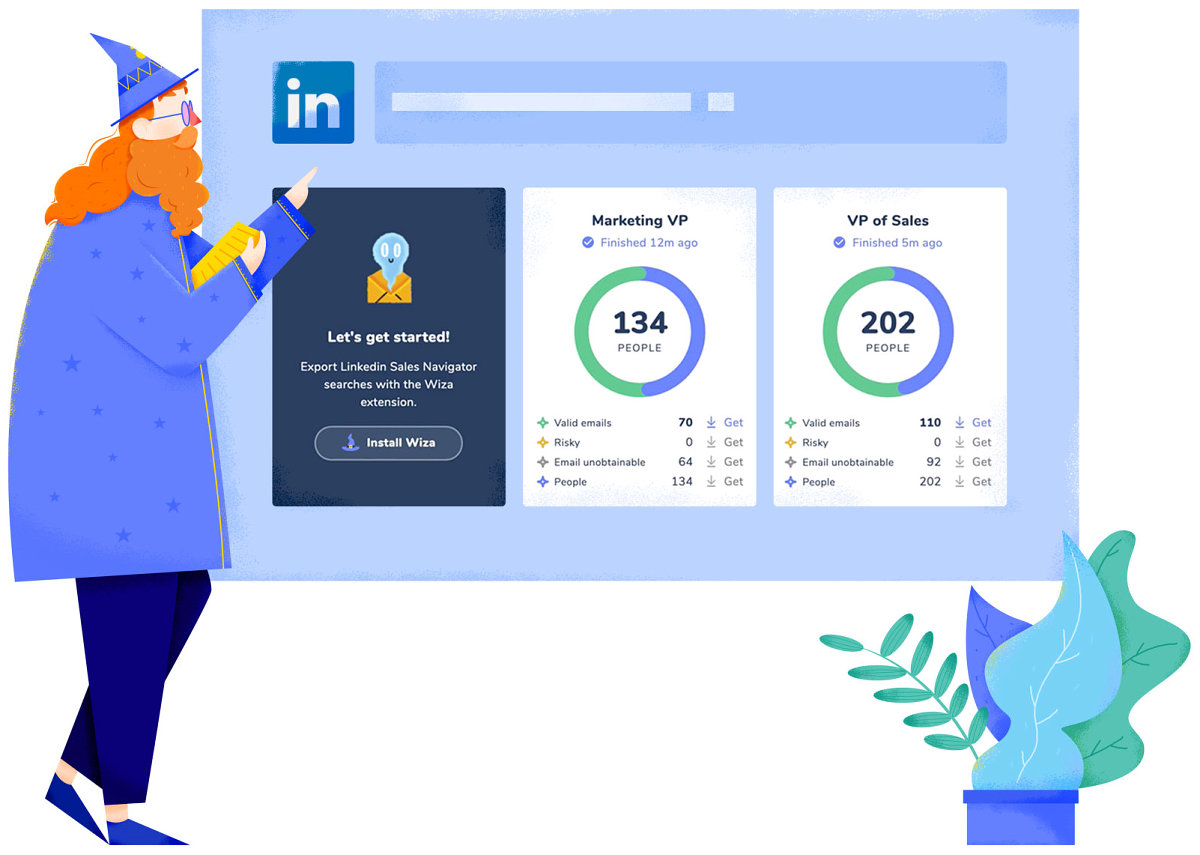 in
Let's get started!
Export Linkedin Sales Navigator
searches with the Wiza
extension.
Install Wiza
Marketing VP
Finished 12m ago
134
PEOPLE
Valid emails 70 Get
Risky 0 Get
Email unobtainable 64 Get
People 134 Get
VP of Sales
Finished 5m ago
202
PEOPLE
Valid emails 110 Get
Risky 0 Get
Email unobtainable 92 Get
People 202 Get